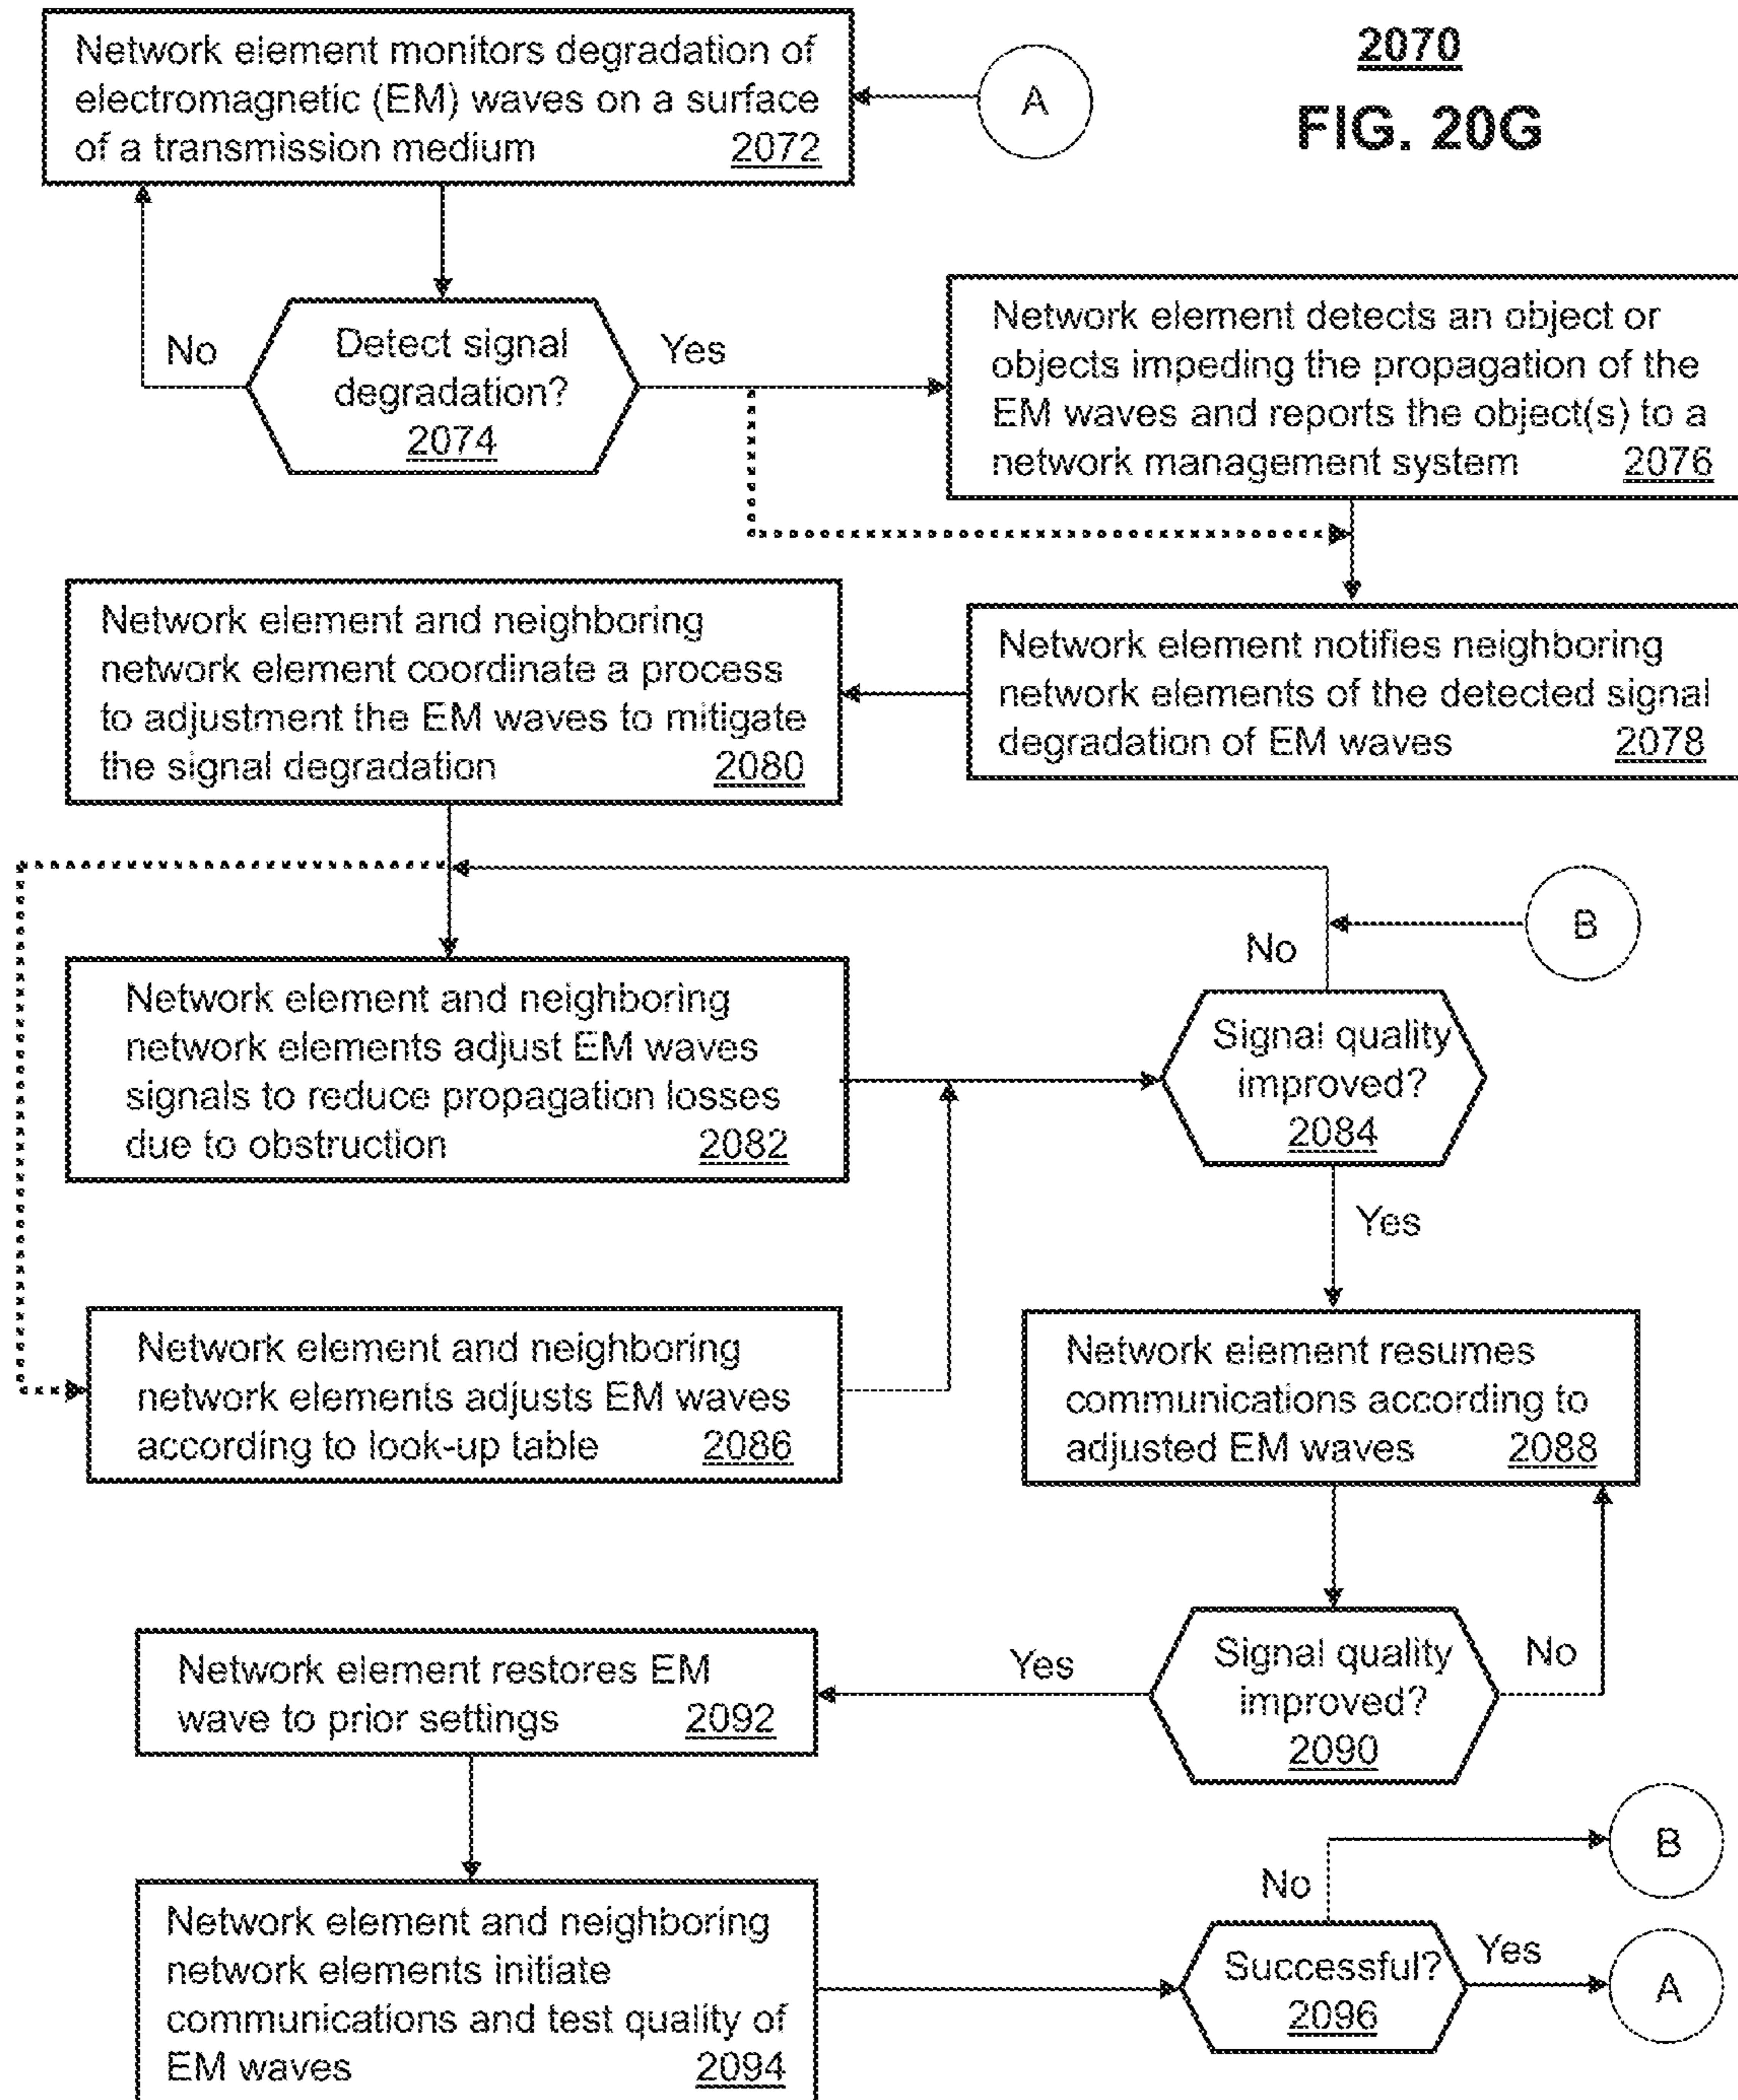 2070
FIG. 20G
Network element monitors degradation of
electromagnetic (EM) waves on a surface
of a transmission medium 2072
A
No
Detect signal
degradation?
2074
Yes
Network element detects an object or
objects impeding the propagation of the
EM waves and reports the object(s) to a
network management system 2076
Network element and neighboring
network element coordinate a process
to adjustment the EM waves to mitigate
the signal degradation 2080
Network element notifies neighboring
network elements of the detected signal
degradation of EM waves 2078
B
No
Network element and neighboring
network elements adjust EM waves
signals to reduce propagation losses
due to obstruction 2082
Signal quality
improved?
2084
Yes
Network element and neighboring
network elements adjusts EM waves
according to look-up table 2086
Network element resumes
communications according to
adjusted EM waves 2088
Network element restores EM
wave to prior settings 2092
Yes
Signal quality
improved?
2090
No
B
No
Network element and neighboring
network elements initiate
communications and test quality of
EM waves 2094
Successful?
2096
Yes
A